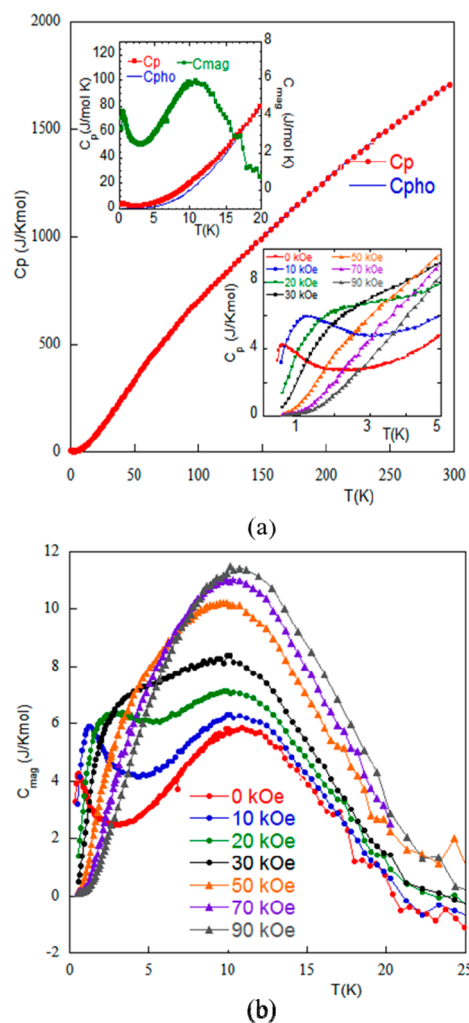 (a)
2000
1500
1000
500
0
Cp (J/Kmol)
0 50 100 150 200 250 300
T(K)
Cp
Cpho
130
120
100
80
60
40
20
0
C_p (J/mol K)
Cp Cmag
Cpho
8
6
4
2
0
C_mag (J/mol K)
0 5 10 15 20
T(K)
0 kOe 50 kOe
10 kOe 70 kOe
20 kOe 90 kOe
30 kOe
8
4
0
C_p (J/Kmol)
1 3 5
T(K)
(a)
12
10
8
6
4
2
0
-2
C_mag (J/Kmol)
0 kOe
10 kOe
20 kOe
30 kOe
50 kOe
70 kOe
90 kOe
0 5 10 15 20 25
T(K)
(b)